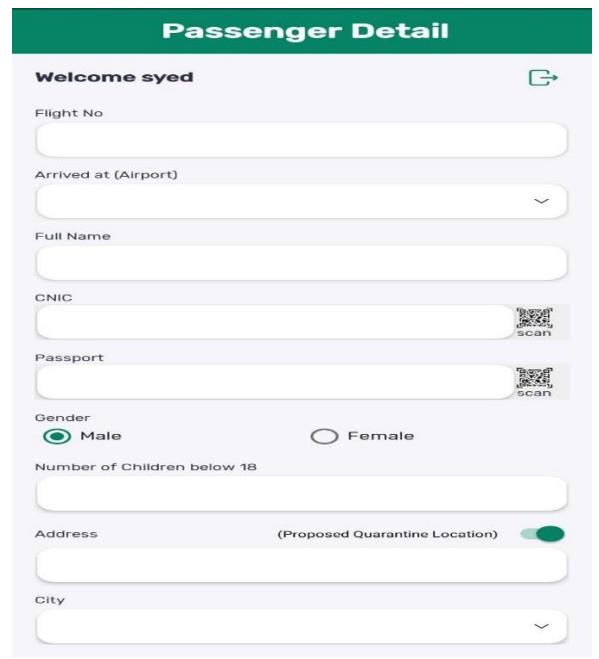 Passenger Detail
Welcome syed
Flight No
Arrived at (Airport)
Full Name
CNIC
scan
Passport
scan
Gender
Male Female
Number of Children below 18
Address (Proposed Quarantine Location)
City